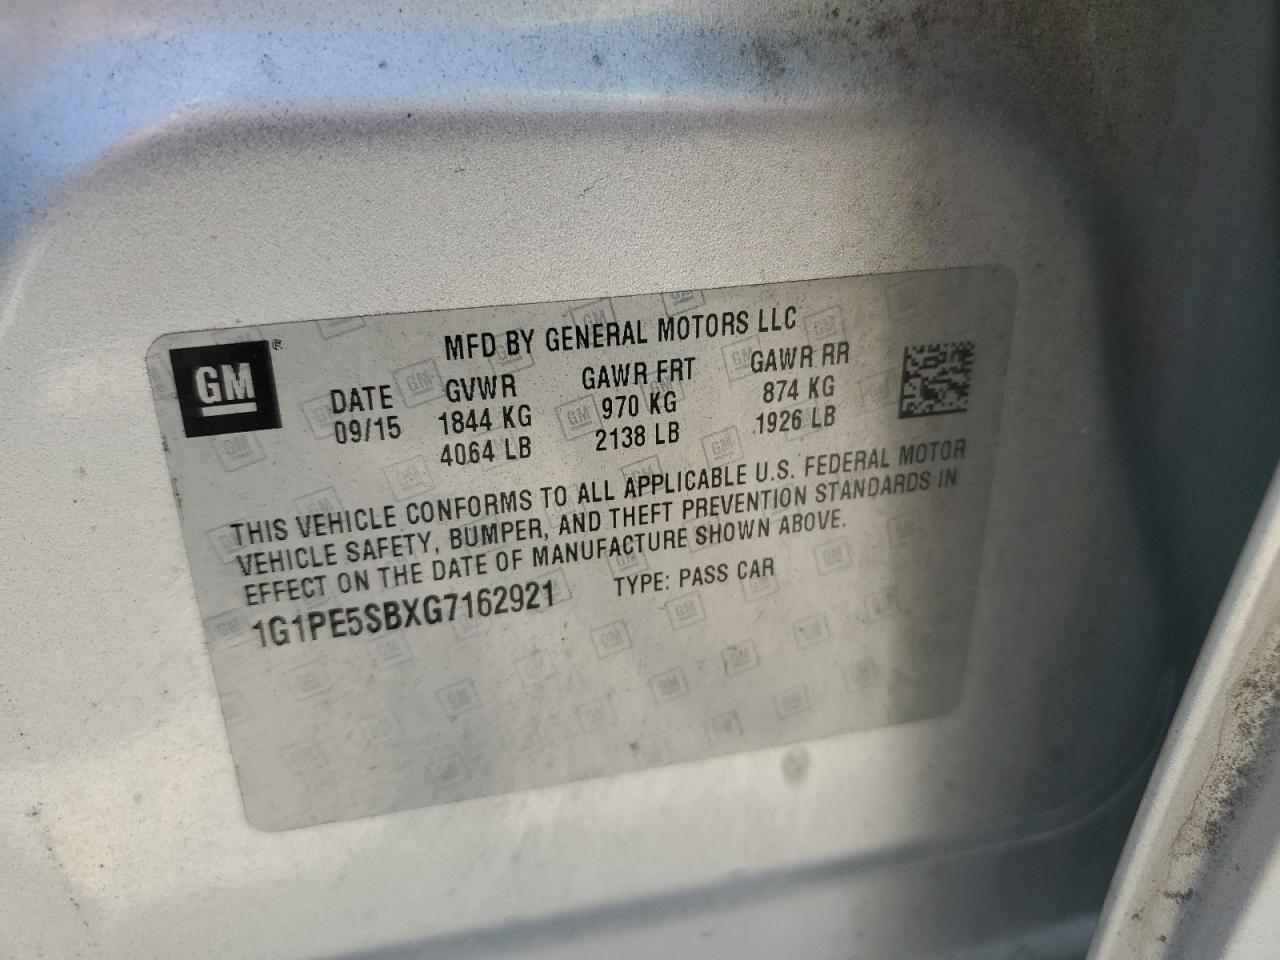 GM ®
MFD BY GENERAL MOTORS LLC
DATE GVWR GAWR FRT GAWR RR
09/15 1844 KG 970 KG 874 KG
4064 LB 2138 LB 1926 LB
THIS VEHICLE CONFORMS TO ALL APPLICABLE U.S. FEDERAL MOTOR
VEHICLE SAFETY, BUMPER, AND THEFT PREVENTION STANDARDS IN
EFFECT ON THE DATE OF MANUFACTURE SHOWN ABOVE.
1G1PE5SBXG7162921 TYPE: PASS CAR